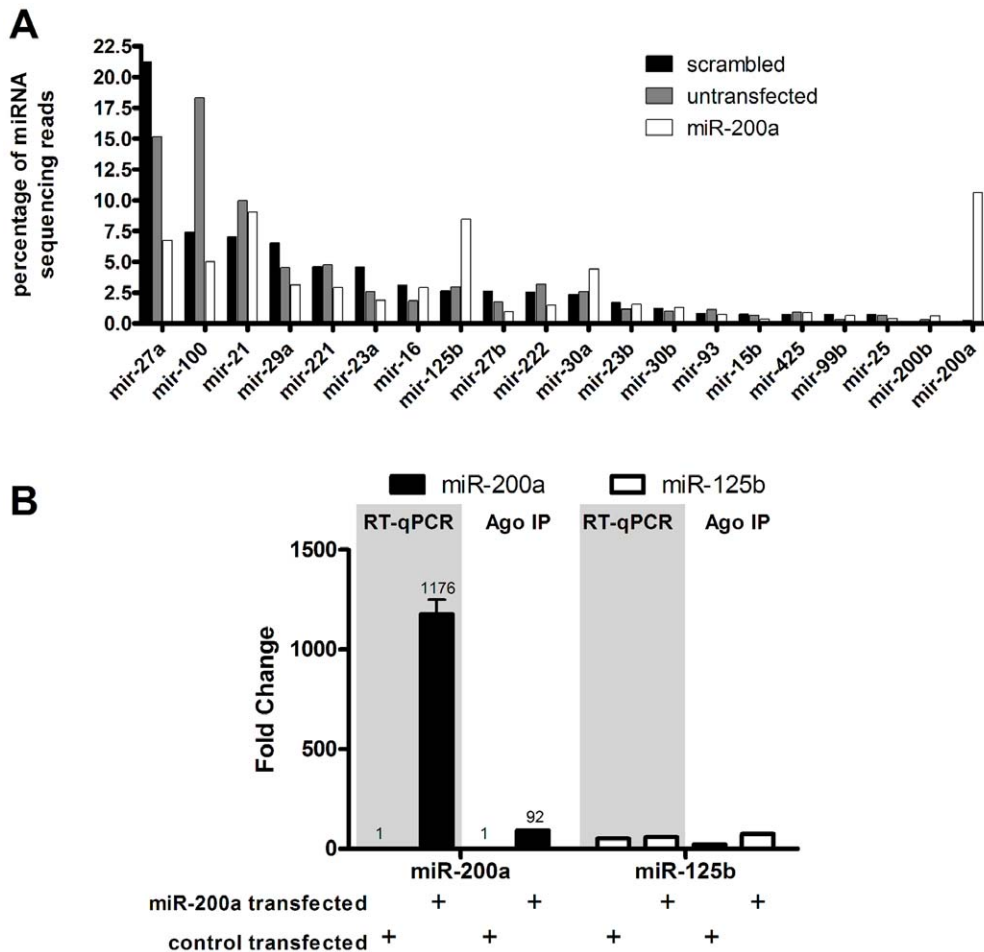 A
percentage of miRNA
sequencing reads
22.5
20.0
17.5
15.0
12.5
10.0
7.5
5.0
2.5
0.0
scrambled
untransfected
miR-200a
mir-27a
mir-100
mir-21
mir-29a
mir-221
mir-23a
mir-16
mir-125b
mir-27b
mir-222
mir-30a
mir-23b
mir-30b
mir-93
mir-15b
mir-425
mir-99b
mir-25
mir-200b
mir-200a
B
miR-200a miR-125b
RT-qPCR Ago IP RT-qPCR Ago IP
Fold Change
1500
1000
500
0
1 1176 1 92
miR-200a miR-125b
miR-200a transfected + + + +
control transfected + + + +